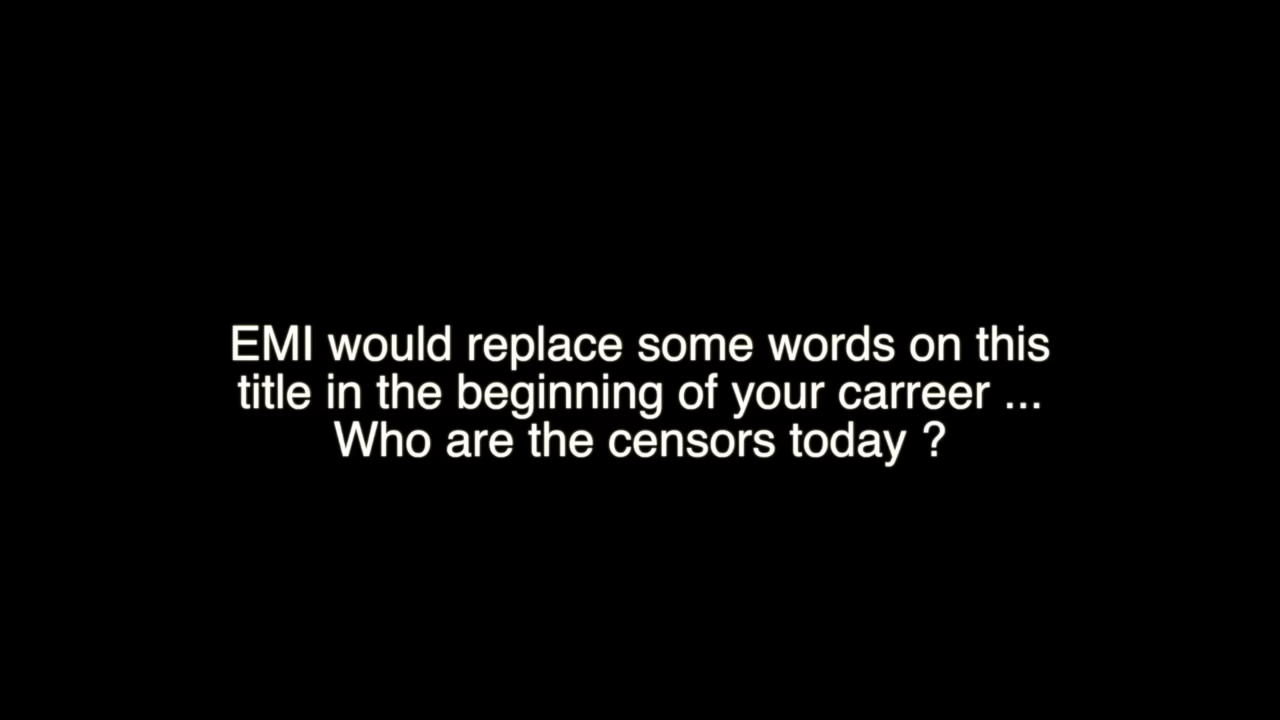 EMI would replace some words on this
title in the beginning of your carreer ...
Who are the censors today ?